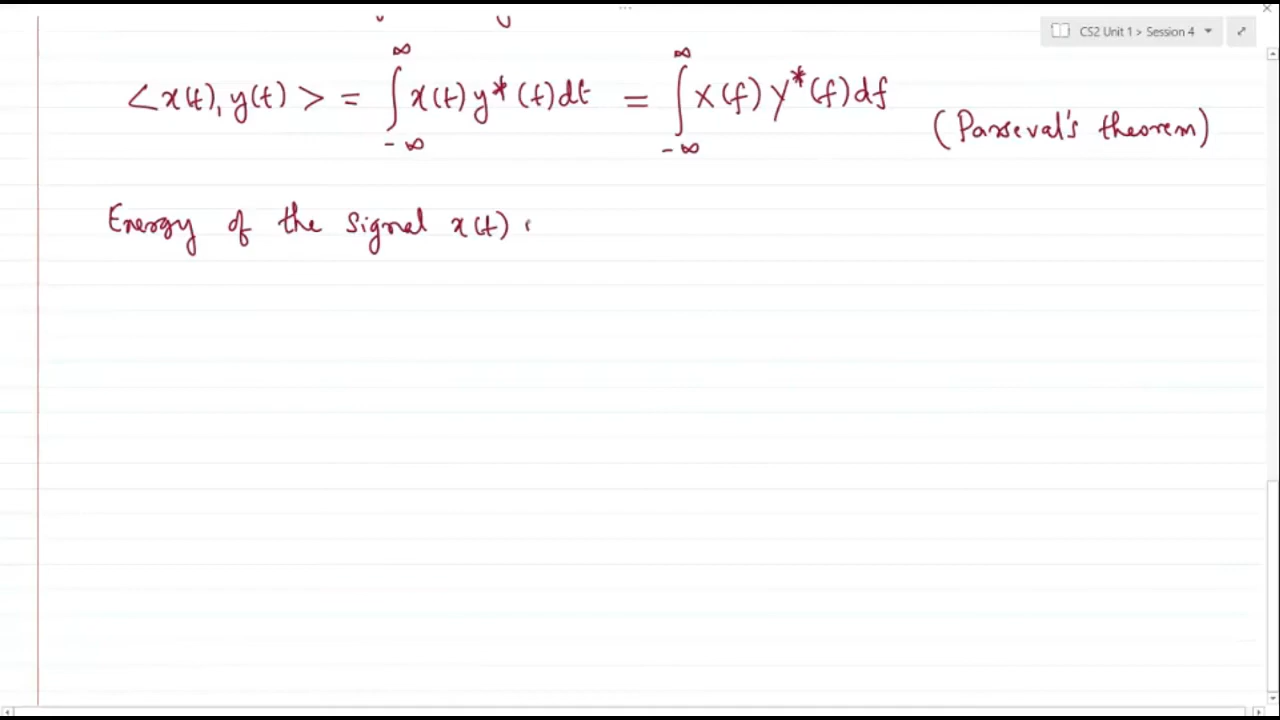 CS2 Unit 1 > Session 4
<x(t), y(t)> = ∫_{-∞}^{∞} x(t) y*(t) dt = ∫_{-∞}^{∞} X(f) Y*(f) df
(Parseval's theorem)
Energy of the signal x(t)